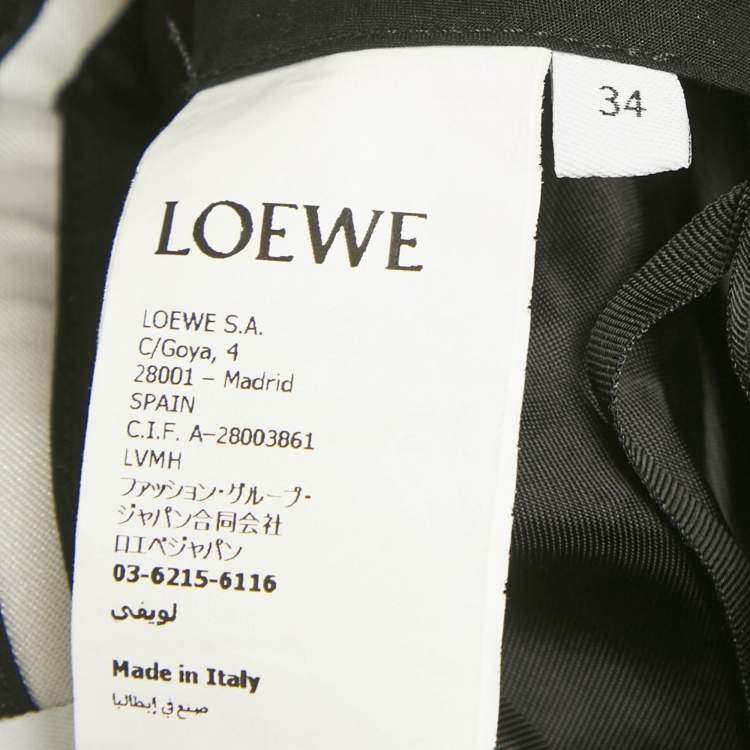 34
LOEWE
LOEWE S.A.
C/Goya, 4
28001 – Madrid
SPAIN
C.I.F. A-28003861
LVMH
ファッション・グループ・
ジャパン合同会社
ロエベジャパン
03-6215-6116
لويفي
Made in Italy
صنع في إيطاليا